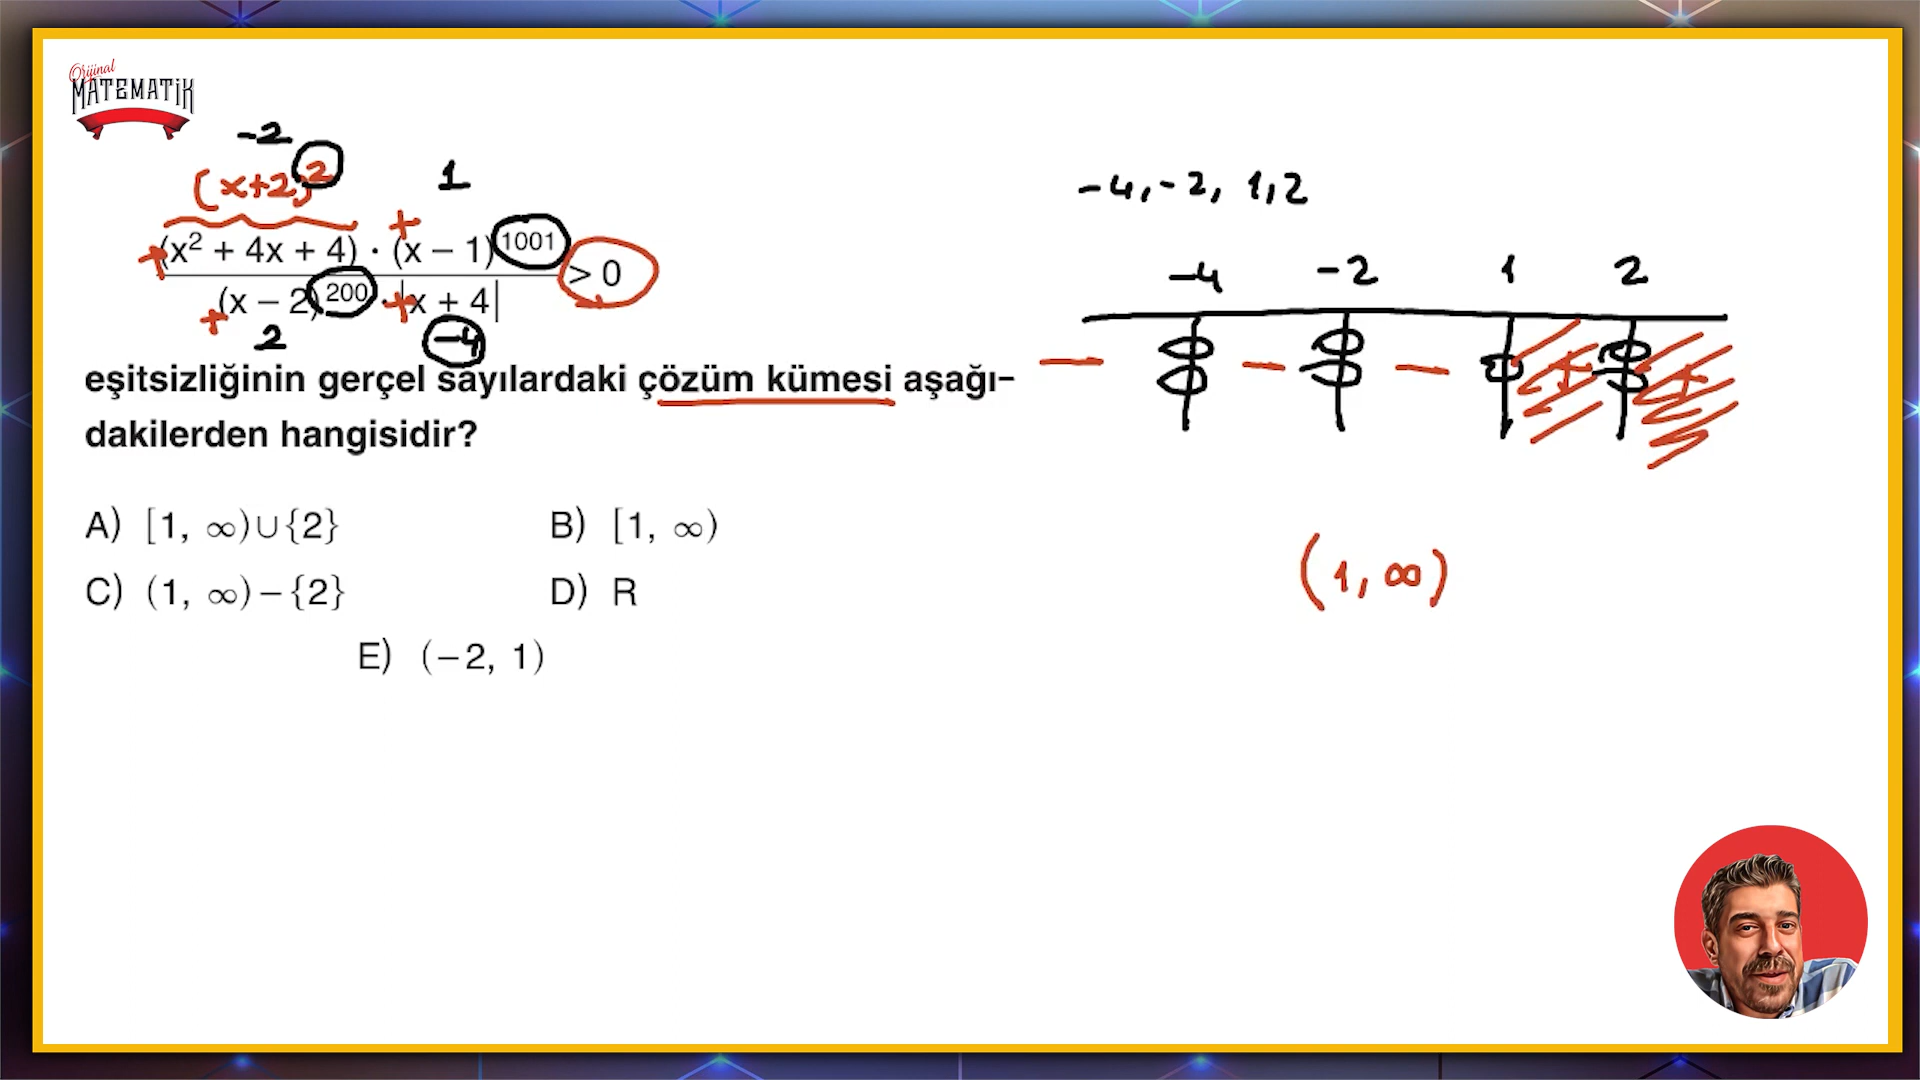 Orijinal
MATEMATİK
-2
(x+2)² 1
+ +
(x² + 4x + 4) · (x − 1)¹⁰⁰¹
> 0
(x − 2)²⁰⁰ · |x + 4|
+ +
2 -4
eşitsizliğinin gerçel sayılardaki çözüm kümesi aşağı-
dakilerden hangisidir?
A) [1, ∞)∪{2} B) [1, ∞)
C) (1, ∞)−{2} D) R
E) (−2, 1)
-4,-2, 1,2
-4 -2 1 2
- - - + +
(1, ∞)